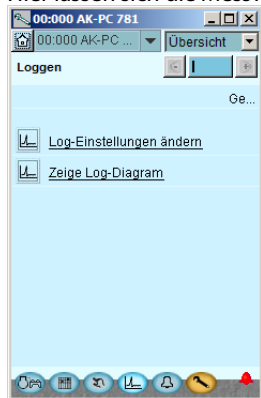 00:000 AK-PC 781
00:000 AK-PC ... Übersicht
Loggen
Ge...
Log-Einstellungen ändern
Zeige Log-Diagram